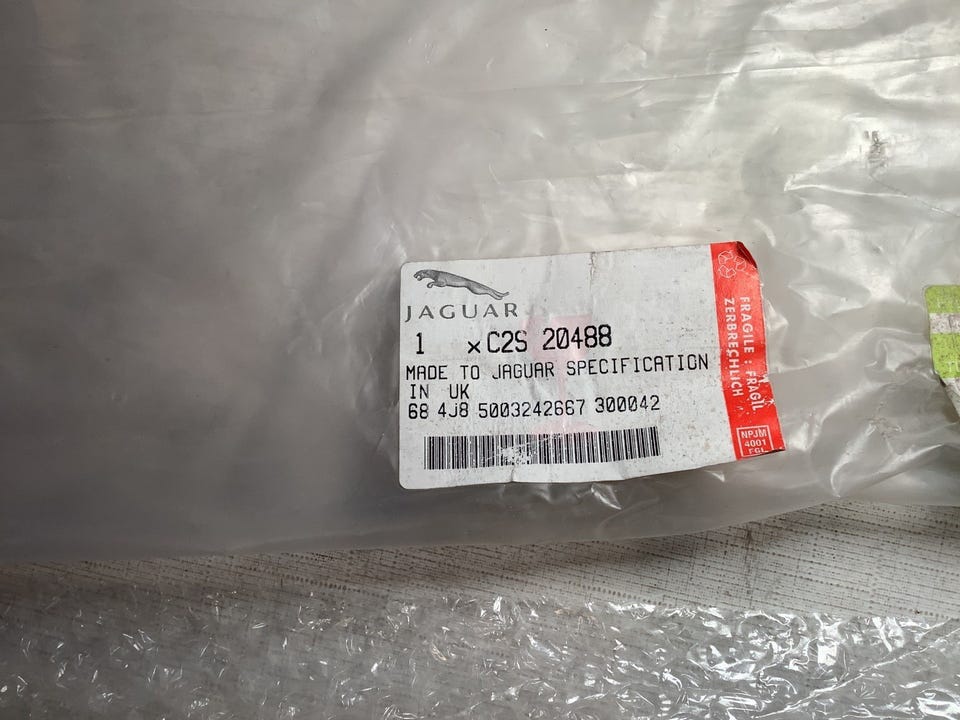 JAGUAR
1 x C2S 20488
MADE TO JAGUAR SPECIFICATION
IN UK
68 4J8 5003242667 300042
FRAGILE : FRAGIL
ZERBRECHLICH
NPJM
4001
FGL